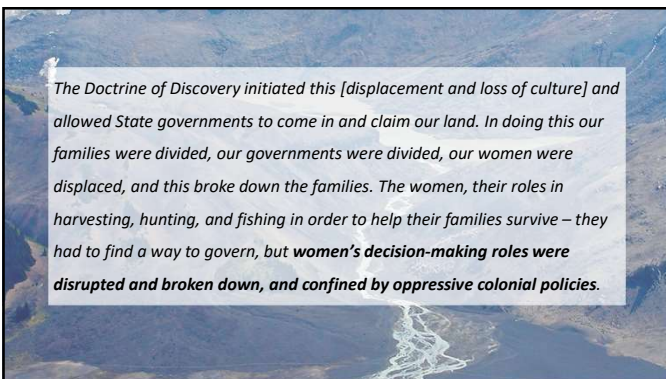 The Doctrine of Discovery initiated this [displacement and loss of culture] and
allowed State governments to come in and claim our land. In doing this our
families were divided, our governments were divided, our women were
displaced, and this broke down the families. The women, their roles in
harvesting, hunting, and fishing in order to help their families survive – they
had to find a way to govern, but women’s decision-making roles were
disrupted and broken down, and confined by oppressive colonial policies.